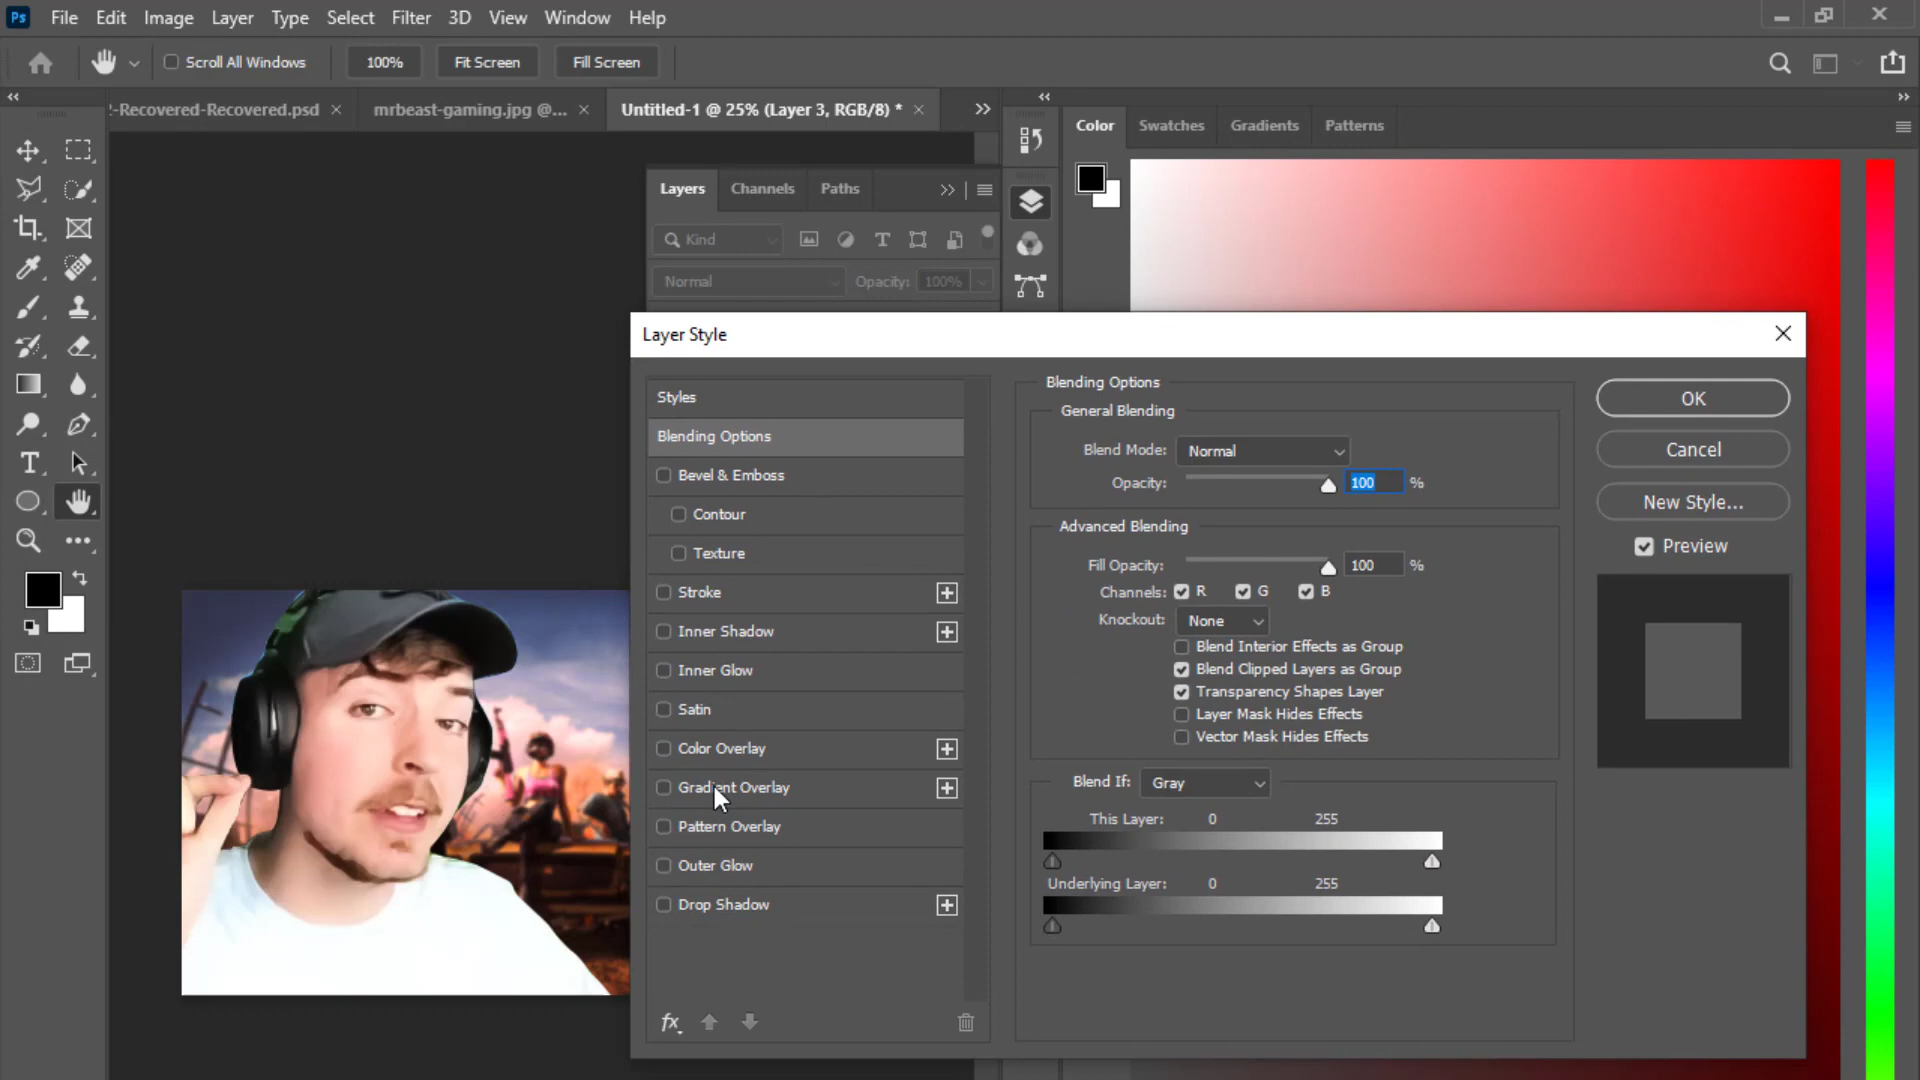 Ps File Edit Image Layer Type Select Filter 3D View Window Help
Scroll All Windows 100% Fit Screen Fill Screen
-Recovered-Recovered.psd × mrbeast-gaming.jpg @... × Untitled-1 @ 25% (Layer 3, RGB/8) * ×
Color Swatches Gradients Patterns
Layers Channels Paths
Kind
Normal Opacity: 100%
Layer Style
Styles
Blending Options
Bevel & Emboss
Contour
Texture
Stroke
Inner Shadow
Inner Glow
Satin
Color Overlay
Gradient Overlay
Pattern Overlay
Outer Glow
Drop Shadow
fx
Blending Options
General Blending
Blend Mode: Normal
Opacity: 100 %
Advanced Blending
Fill Opacity: 100 %
Channels: R G B
Knockout: None
Blend Interior Effects as Group
Blend Clipped Layers as Group
Transparency Shapes Layer
Layer Mask Hides Effects
Vector Mask Hides Effects
Blend If: Gray
This Layer: 0 255
Underlying Layer: 0 255
OK
Cancel
New Style...
Preview